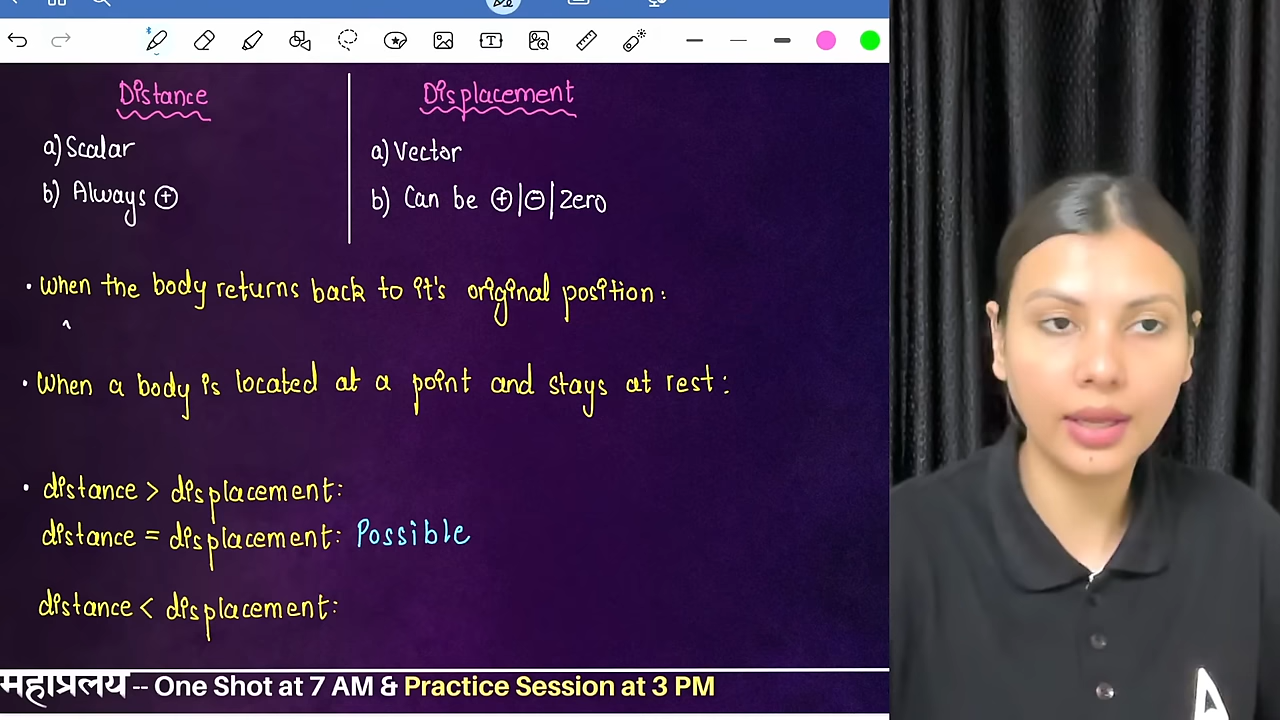 Distance
Displacement
a) Scalar
a) Vector
b) Always ⊕
b) Can be ⊕|⊖|Zero
• When the body returns back to it's original position:
• When a body is located at a point and stays at rest:
• distance > displacement:
distance = displacement: Possible
distance < displacement:
महाप्रलय -- One Shot at 7 AM & Practice Session at 3 PM